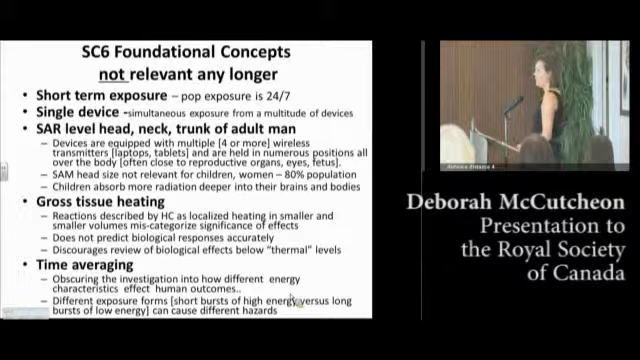 SC6 Foundational Concepts
not relevant any longer
• Short term exposure – pop exposure is 24/7
• Single device -simultaneous exposure from a multitude of devices
• SAR level head, neck, trunk of adult man
– Devices are equipped with multiple [4 or more] wireless
transmitters [laptops, tablets] and are held in numerous positions all
over the body [often close to reproductive organs, eyes, fetus].
– SAM head size not relevant for children, women – 80% population
– Children absorb more radiation deeper into their brains and bodies
• Gross tissue heating
– Reactions described by HC as localized heating in smaller and
smaller volumes mis-categorize significance of effects
– Does not predict biological responses accurately
– Discourages review of biological effects below "thermal" levels
• Time averaging
– Obscuring the investigation into how different energy
characteristics effect human outcomes..
– Different exposure forms [short bursts of high energy versus long
bursts of low energy] can cause different hazards
Deborah McCutcheon
Presentation to
the Royal Society
of Canada